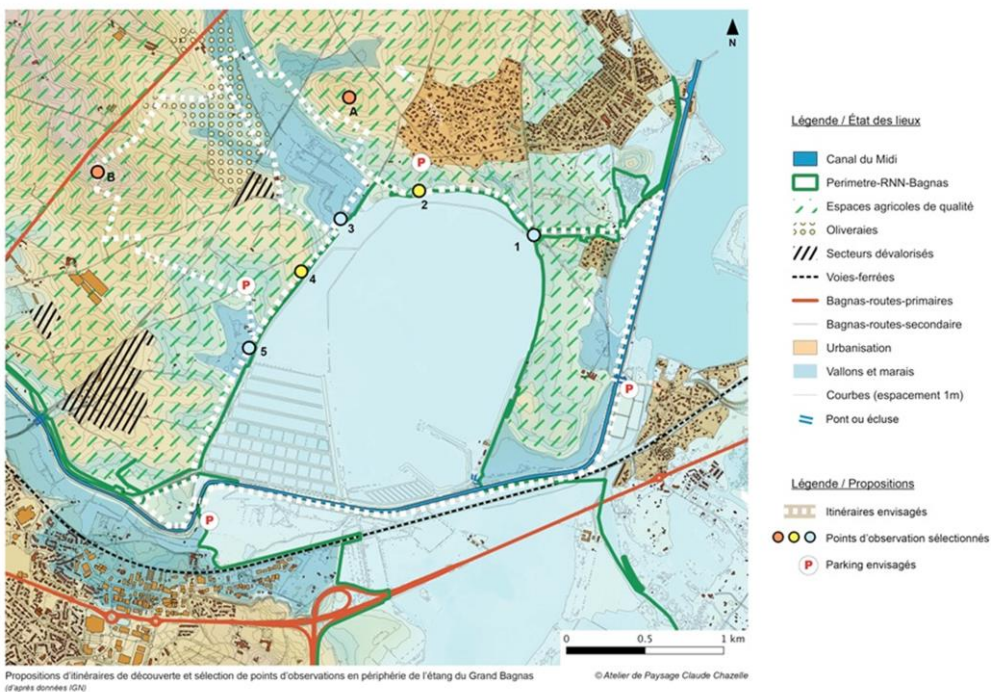 N
A
B
P
2
3
1
4
P
5
P
P
0 0.5 1 km
Légende / État des lieux
Canal du Midi
Perimetre-RNN-Bagnas
Espaces agricoles de qualité
Oliveraies
Secteurs dévalorisés
Voies-ferrées
Bagnas-routes-primaires
Bagnas-routes-secondaire
Urbanisation
Vallons et marais
Courbes (espacement 1m)
Pont ou écluse
Légende / Propositions
Itinéraires envisagés
Points d'observation sélectionnés
P Parking envisagés
Propositions d'itinéraires de découverte et sélection de points d'observations en périphérie de l'étang du Grand Bagnas
(d'après données IGN)
© Atelier de Paysage Claude Chazelle